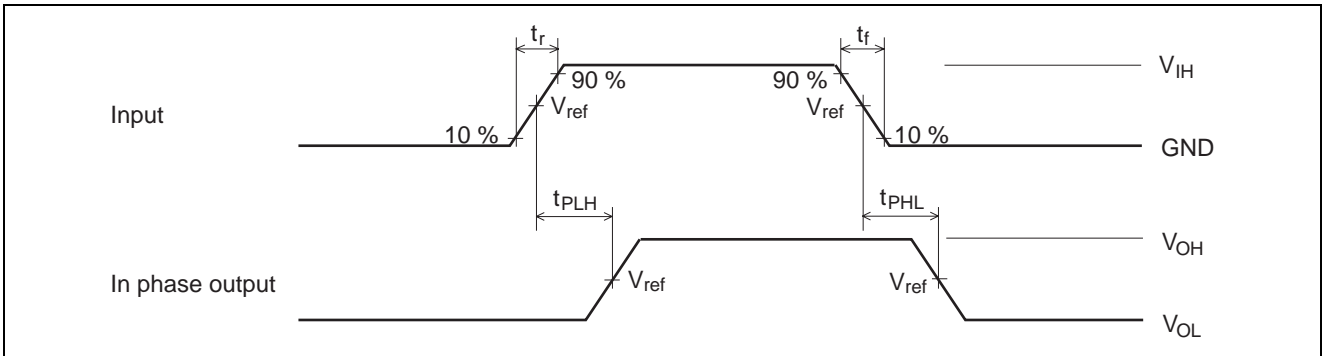 tr tf
VIH
90 % 90 %
Input Vref Vref
10 % 10 %
GND
tPLH tPHL
VOH
In phase output Vref Vref
VOL